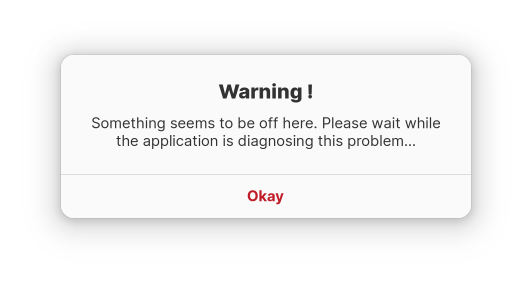 Warning !
Something seems to be off here. Please wait while
the application is diagnosing this problem...
Okay